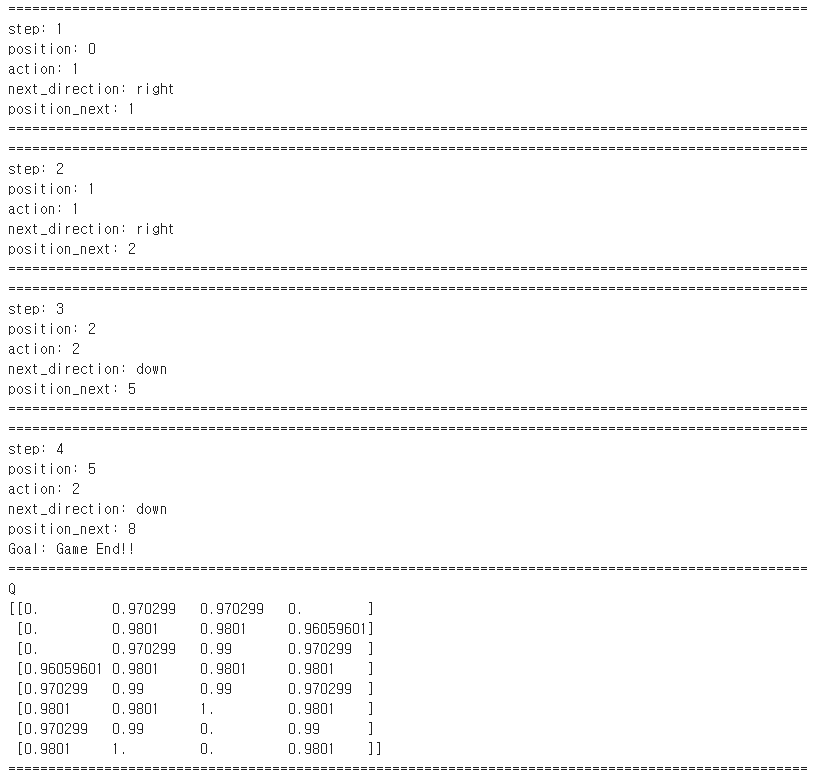 ====================================================================================================
step: 1
position: 0
action: 1
next_direction: right
position_next: 1
====================================================================================================
====================================================================================================
step: 2
position: 1
action: 1
next_direction: right
position_next: 2
====================================================================================================
====================================================================================================
step: 3
position: 2
action: 2
next_direction: down
position_next: 5
====================================================================================================
====================================================================================================
step: 4
position: 5
action: 2
next_direction: down
position_next: 8
Goal: Game End!!
====================================================================================================
Q
[[0.         0.970299   0.970299   0.        ]
 [0.         0.9801     0.9801     0.96059601]
 [0.         0.970299   0.99       0.970299  ]
 [0.96059601 0.9801     0.9801     0.9801    ]
 [0.970299   0.99       0.99       0.970299  ]
 [0.9801     0.9801     1.         0.9801    ]
 [0.970299   0.99       0.         0.99      ]
 [0.9801     1.         0.         0.9801    ]]
====================================================================================================